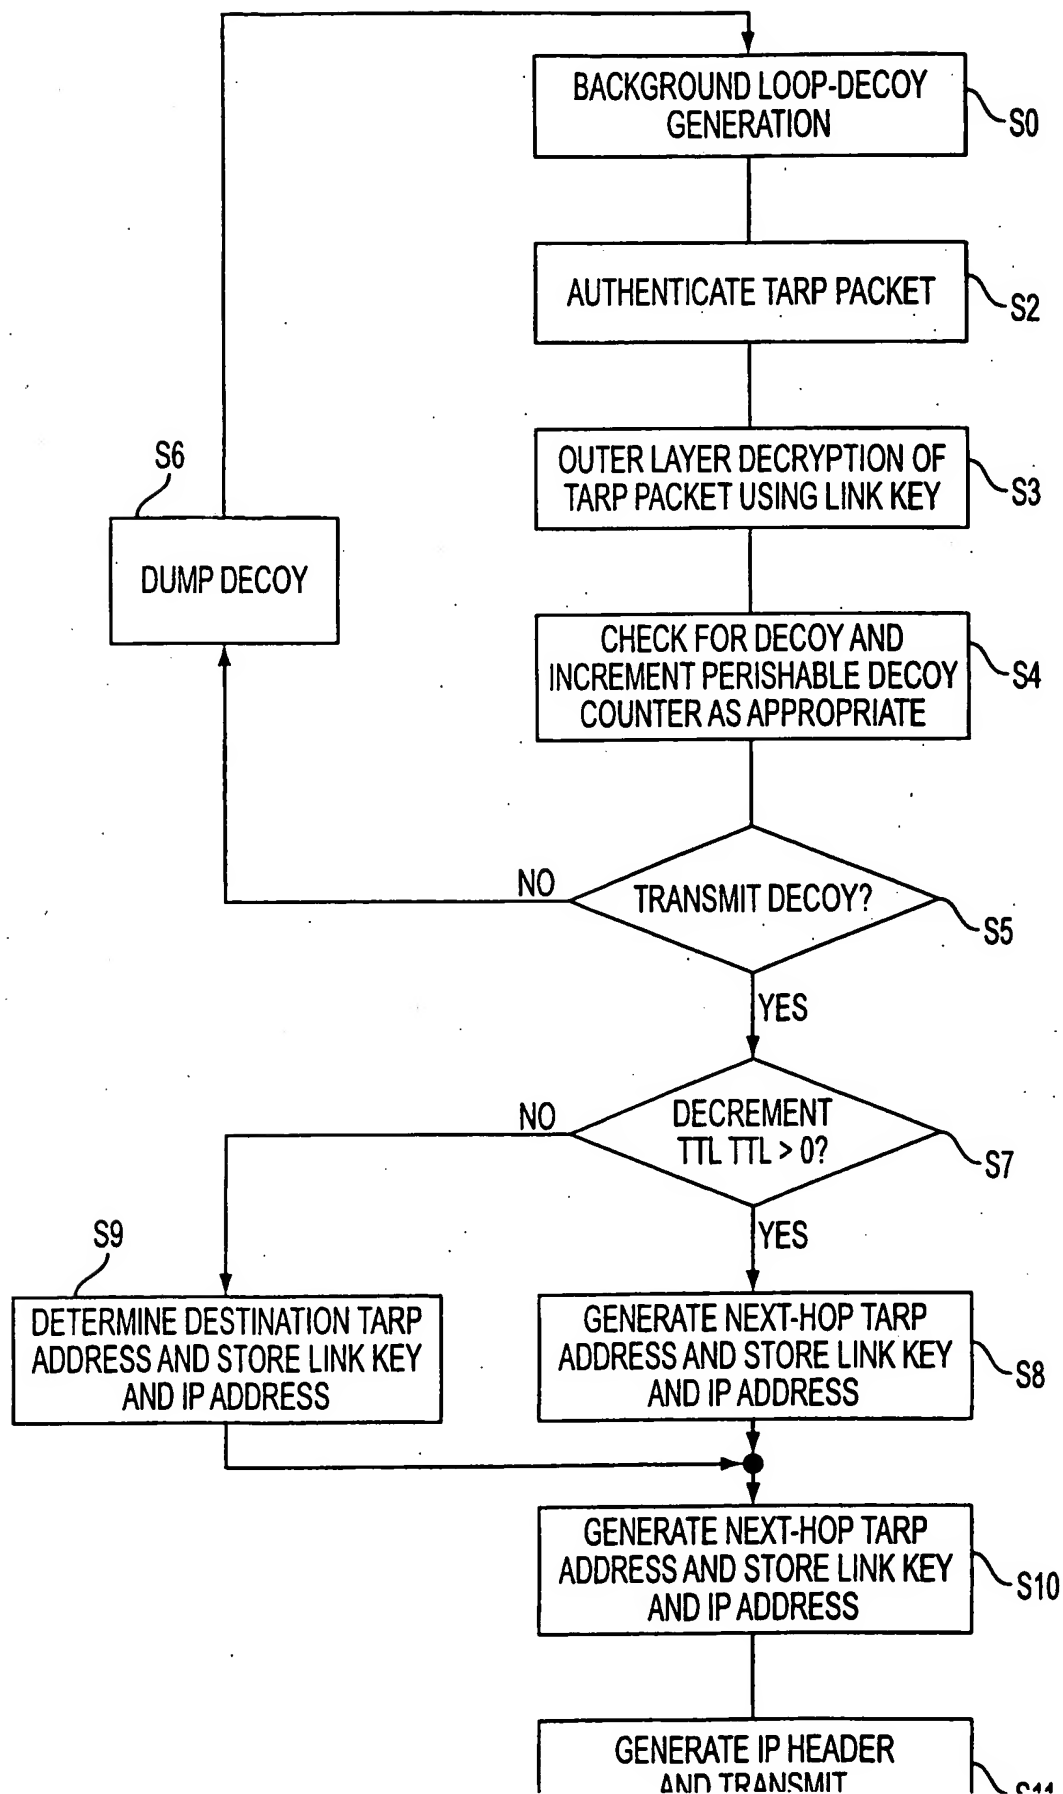 BACKGROUND LOOP-DECOY
GENERATION
S0
AUTHENTICATE TARP PACKET
S2
OUTER LAYER DECRYPTION OF
TARP PACKET USING LINK KEY
S3
S6
DUMP DECOY
CHECK FOR DECOY AND
INCREMENT PERISHABLE DECOY
COUNTER AS APPROPRIATE
S4
NO
TRANSMIT DECOY?
S5
YES
NO
DECREMENT
TTL TTL > 0?
S7
YES
S9
DETERMINE DESTINATION TARP
ADDRESS AND STORE LINK KEY
AND IP ADDRESS
GENERATE NEXT-HOP TARP
ADDRESS AND STORE LINK KEY
AND IP ADDRESS
S8
GENERATE NEXT-HOP TARP
ADDRESS AND STORE LINK KEY
AND IP ADDRESS
S10
GENERATE IP HEADER
AND TRANSMIT
S11